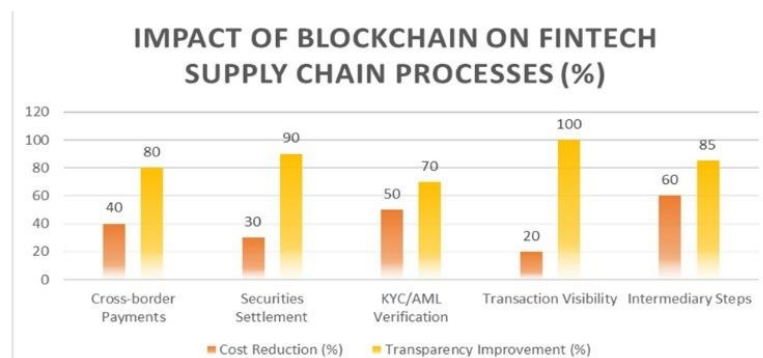 IMPACT OF BLOCKCHAIN ON FINTECH
SUPPLY CHAIN PROCESSES (%)
120
100
80
60
40
20
0
40
80
30
90
50
70
20
100
60
85
Cross-border
Payments
Securities
Settlement
KYC/AML
Verification
Transaction Visibility
Intermediary Steps
Cost Reduction (%)
Transparency Improvement (%)